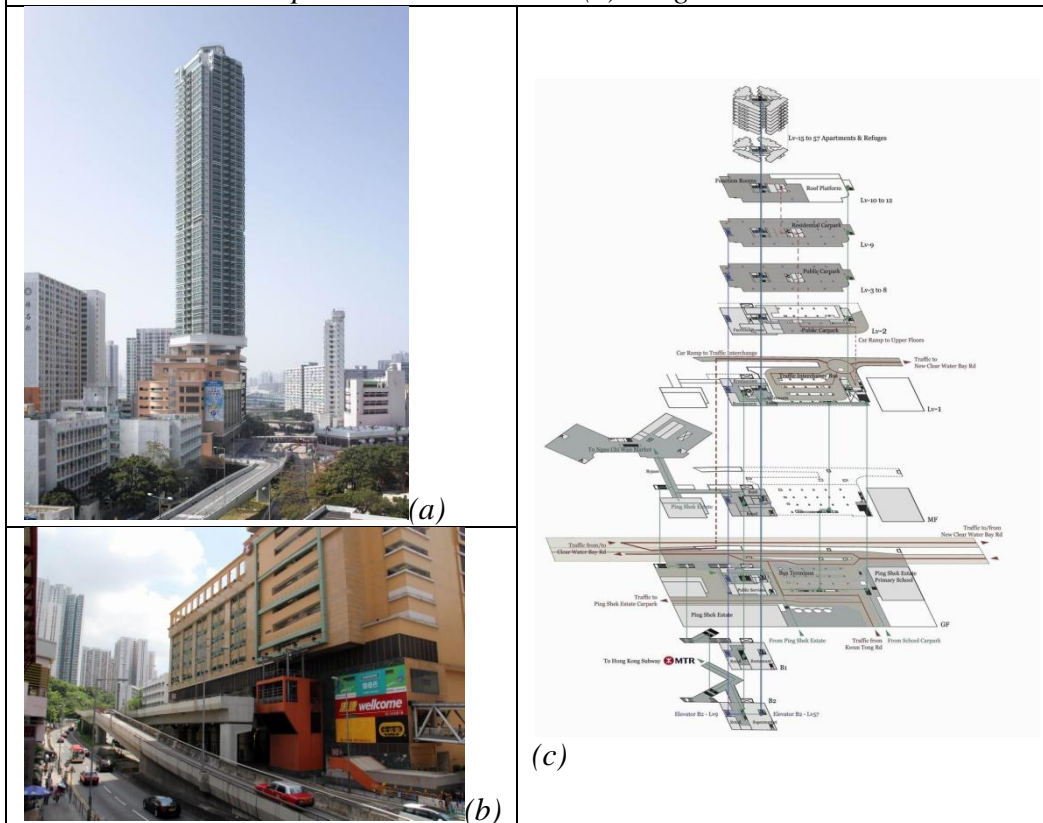 (a)
(b)
(c)
Lv-15 to 57 Apartments & Refuges
Function Rooms
Roof Platform
Lv-10 to 12
Residential Carpark
Lv-9
Public Carpark
Lv-3 to 8
Public Carpark
Lv-2
Car Ramp to Upper Floors
Car Ramp to Traffic Interchange
Traffic to
New Clear Water Bay Rd
Traffic Interchange
Lv-1
To Ngau Chi Wan Market
Ping Shek Estate
MF
Traffic to/from
New Clear Water Bay Rd
Traffic from/to
Clear Water Bay Rd
Bus Terminus
Ping Shek Estate
Primary School
Public Services
Traffic to
Ping Shek Estate Carpark
Ping Shek Estate
GF
From Ping Shek Estate
Traffic from
Kwun Tong Rd
From School Carpark
B1
To Hong Kong Subway MTR
B2
Elevator B2 - Lv9
Elevator B2 - Lv57
Supermarket
wellcome